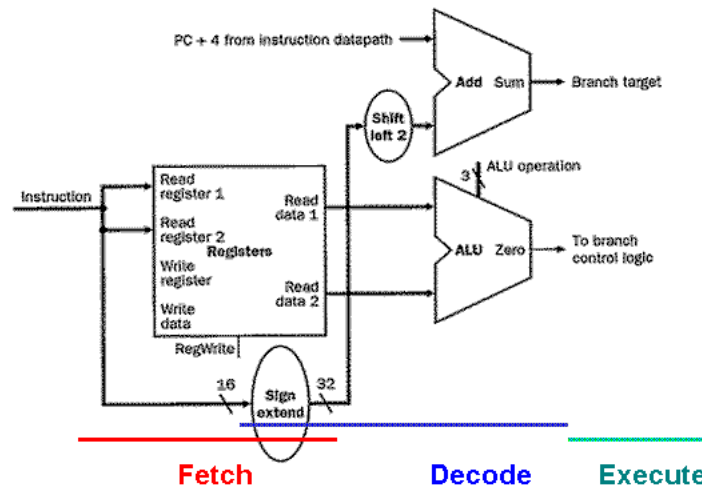 PC + 4 from instruction datapath
Add Sum
Branch target
Shift
left 2
ALU operation
3
Instruction
Read
register 1
Read
register 2
Registers
Write
register
Write
data
Read
data 1
Read
data 2
ALU Zero
To branch
control logic
RegWrite
16
Sign
extend
32
Fetch
Decode
Execute